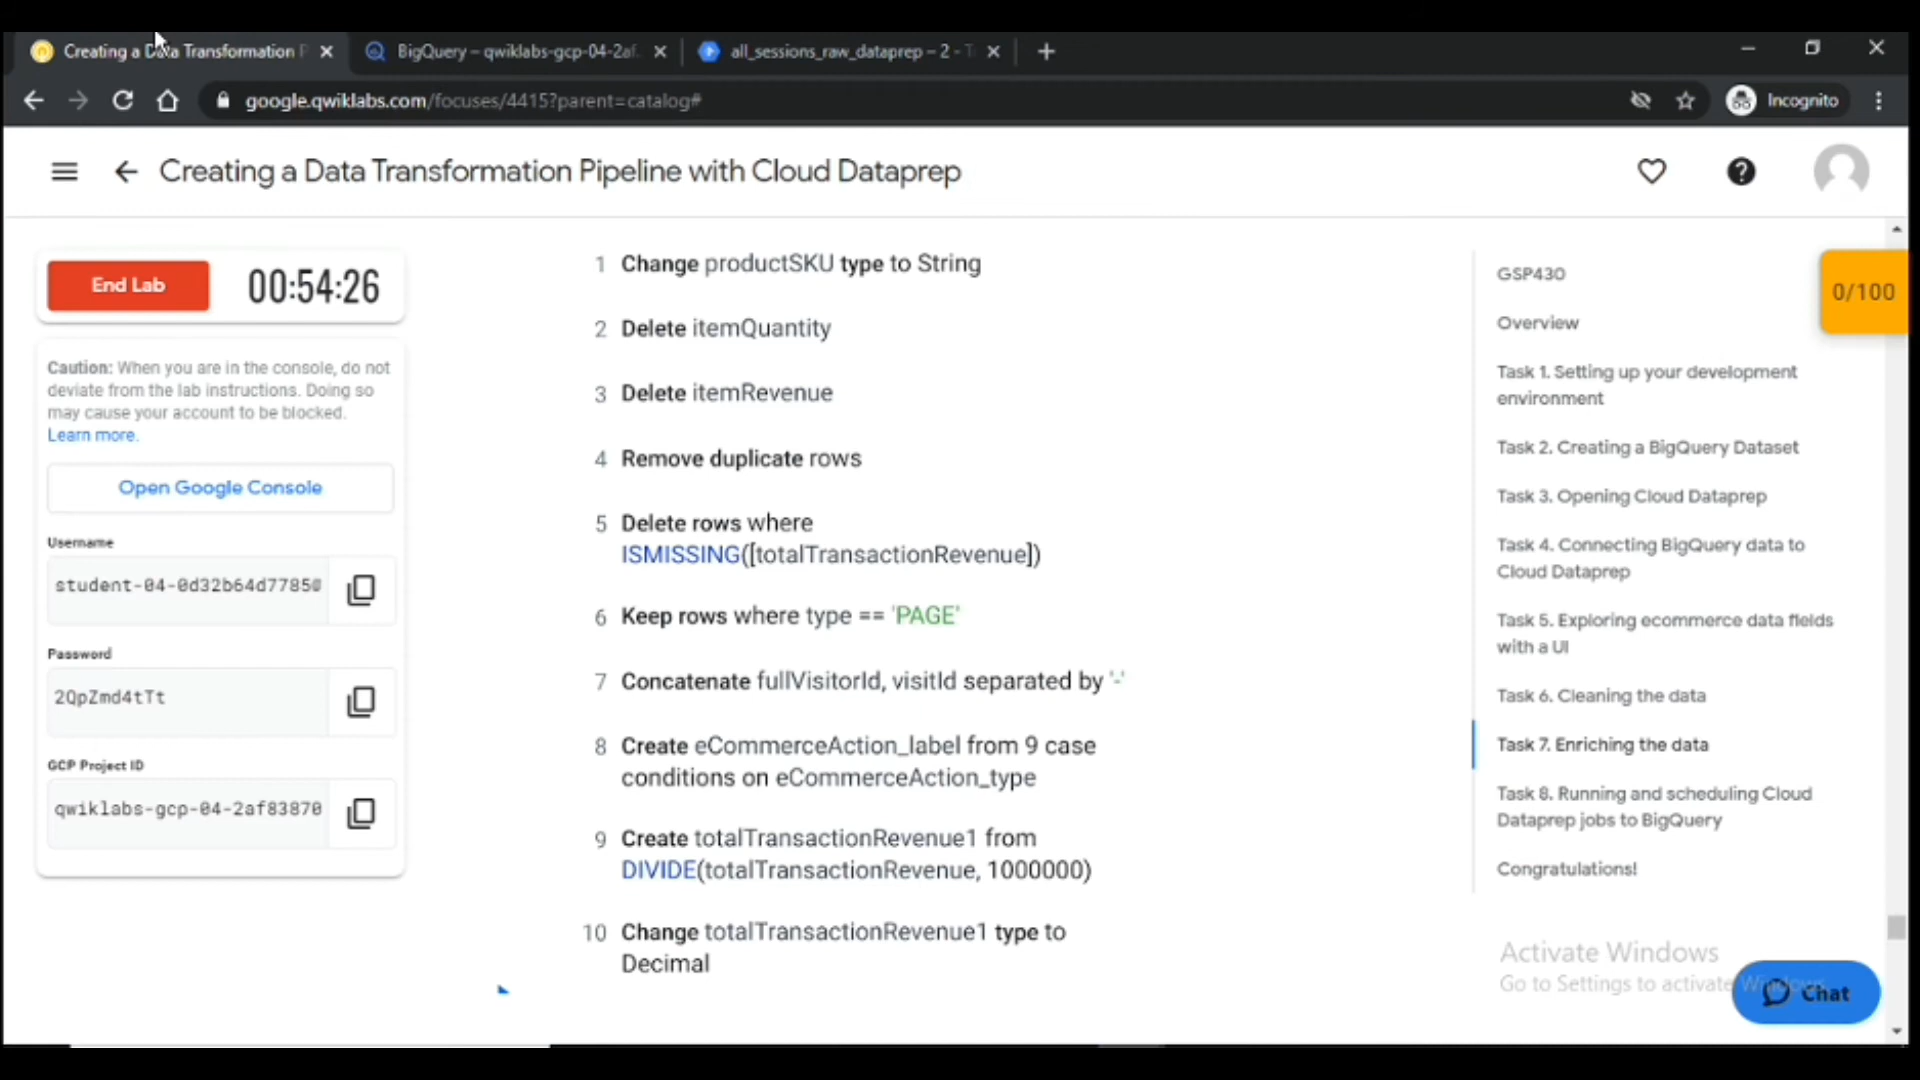 Creating a Data Transformation P
BigQuery – qwiklabs-gcp-04-2af
all_sessions_raw_dataprep – 2 - T
google.qwiklabs.com/focuses/4415?parent=catalog#
Incognito
Creating a Data Transformation Pipeline with Cloud Dataprep
End Lab
00:54:26
Caution: When you are in the console, do not
deviate from the lab instructions. Doing so
may cause your account to be blocked.
Learn more.
Open Google Console
Username
student-04-0d32b64d7785@
Password
2QpZmd4tTt
GCP Project ID
qwiklabs-gcp-04-2af83870
1 Change productSKU type to String
2 Delete itemQuantity
3 Delete itemRevenue
4 Remove duplicate rows
5 Delete rows where
ISMISSING([totalTransactionRevenue])
6 Keep rows where type == 'PAGE'
7 Concatenate fullVisitorId, visitId separated by '-'
8 Create eCommerceAction_label from 9 case
conditions on eCommerceAction_type
9 Create totalTransactionRevenue1 from
DIVIDE(totalTransactionRevenue, 1000000)
10 Change totalTransactionRevenue1 type to
Decimal
GSP430
Overview
Task 1. Setting up your development
environment
Task 2. Creating a BigQuery Dataset
Task 3. Opening Cloud Dataprep
Task 4. Connecting BigQuery data to
Cloud Dataprep
Task 5. Exploring ecommerce data fields
with a UI
Task 6. Cleaning the data
Task 7. Enriching the data
Task 8. Running and scheduling Cloud
Dataprep jobs to BigQuery
Congratulations!
0/100
Activate Windows
Go to Settings to activate Windows.
Chat